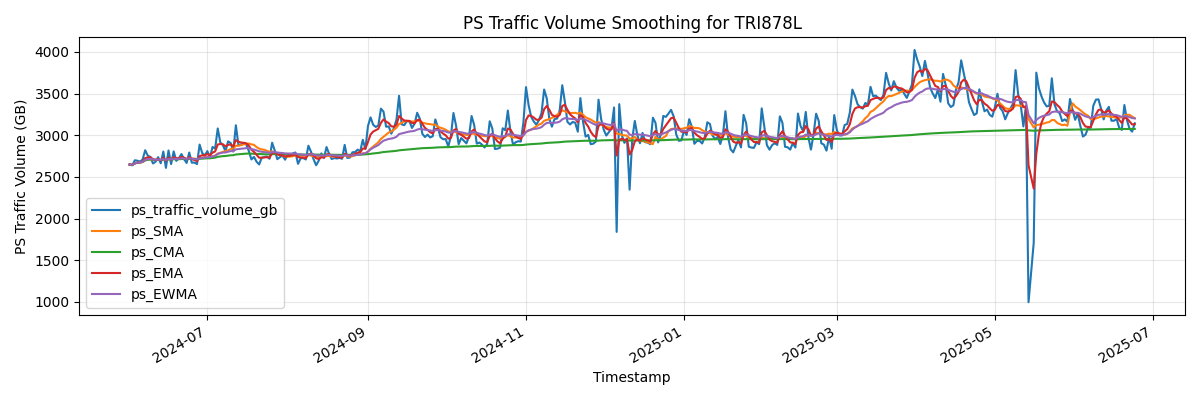 PS Traffic Volume Smoothing for TRI878L
PS Traffic Volume (GB)
4000
3500
3000
2500
2000
1500
1000
ps_traffic_volume_gb
ps_SMA
ps_CMA
ps_EMA
ps_EWMA
2024-07
2024-09
2024-11
2025-01
2025-03
2025-05
2025-07
Timestamp